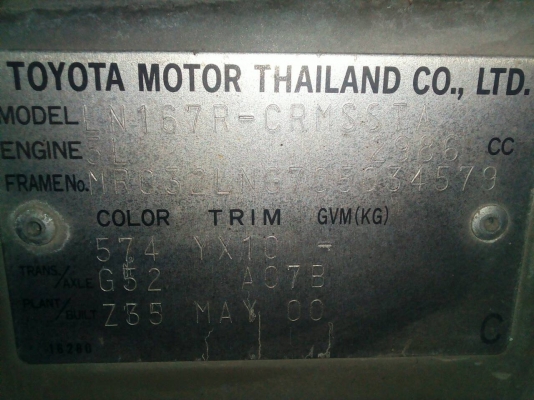 TOYOTA MOTOR THAILAND CO., LTD.
MODEL LN167R-CRMSSTA
ENGINE 5L 2986 CC
FRAME No.
COLOR TRIM GVM(KG)
574 YX10 -
TRANS./AXLE G52 A07B
PLANT/BUILT Z35 MAY 00
C